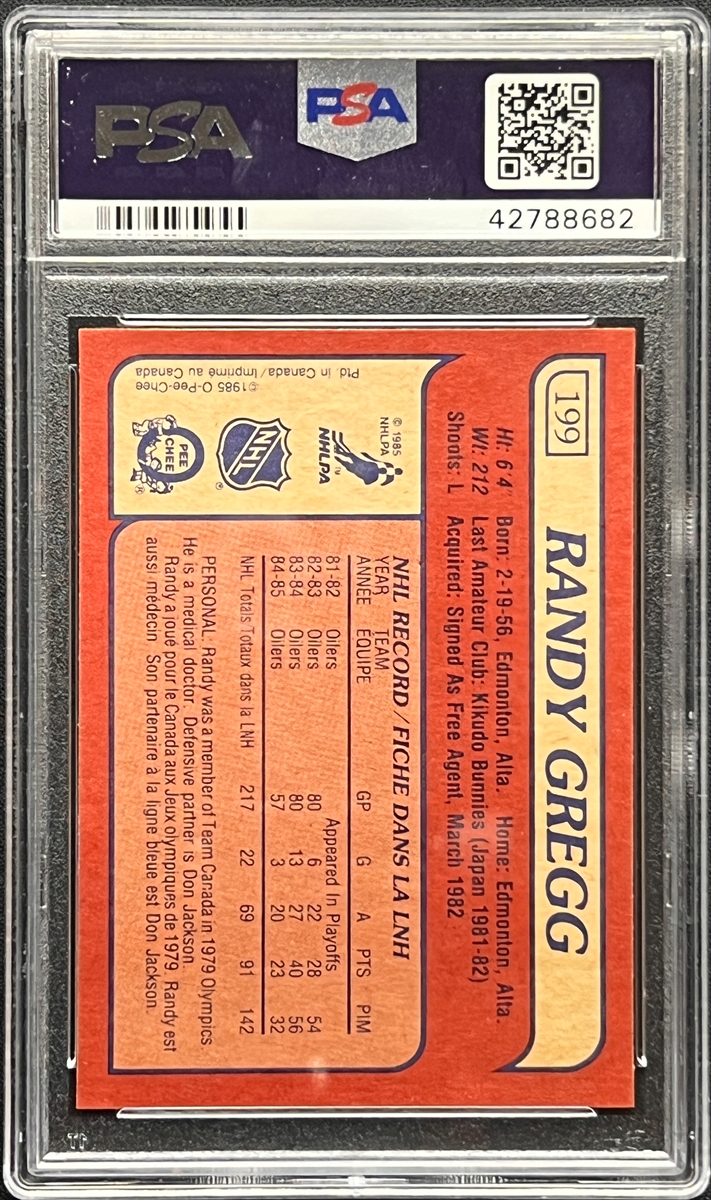 PSA
PSA
42788682
199
RANDY GREGG
Ht: 6'4" Born: 2-19-56, Edmonton, Alta. Home: Edmonton, Alta.
Wt: 212 Last Amateur Club: Kikudo Bunnies (Japan 1981-82)
Shoots: L Acquired: Signed As Free Agent, March 1982
© 1985
NHLPA
NHLPA
TM
NHL
®
PEE
CHEE
®
©1985 O-Pee-Chee
Ptd. in Canada/Imprimé au Canada
NHL RECORD/FICHE DANS LA LNH
YEAR TEAM
ANNÉE ÉQUIPE GP G A PTS PIM
81-82 Oilers Appeared In Playoffs
82-83 Oilers 80 6 22 28 54
83-84 Oilers 80 13 27 40 56
84-85 Oilers 57 3 20 23 32
NHL Totals Totaux dans la LNH 217 22 69 91 142
PERSONAL: Randy was a member of Team Canada in 1979 Olympics.
He is a medical doctor. Defensive partner is Don Jackson.
Randy a joué pour le Canada aux Jeux olympiques de 1979. Randy est
aussi médecin. Son partenaire à la ligne bleue est Don Jackson.